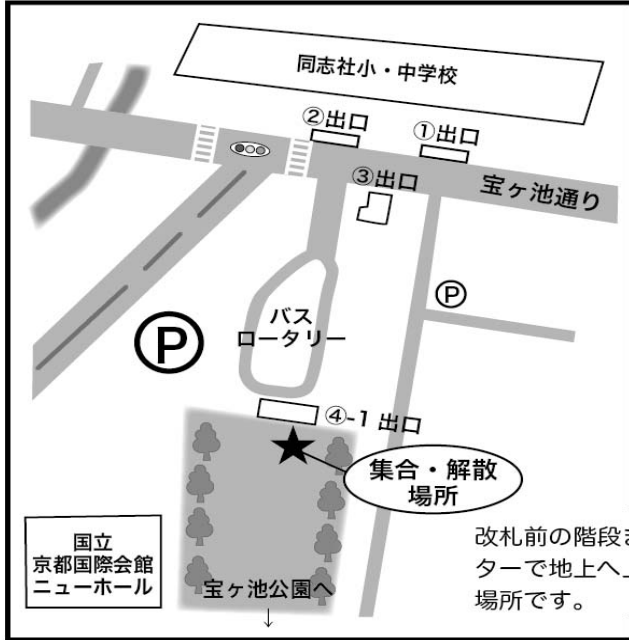 同志社小・中学校
②出口
①出口
③出口
宝ヶ池通り
Ⓟ
バス
ロータリー
Ⓟ
④-1 出口
集合・解散
場所
国立
京都国際会館
ニューホール
宝ヶ池公園へ
↓
改札前の階段
ターで地上へ
場所です。